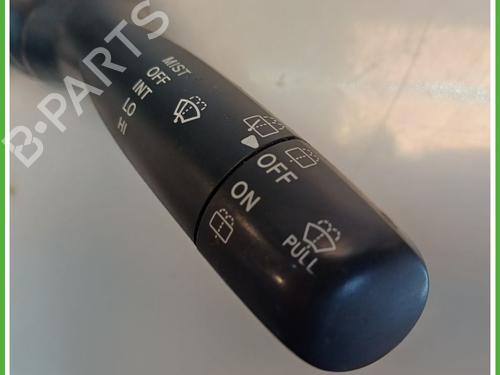 B-PARTS
MIST
OFF
INT
LO
HI
OFF
ON
PULL